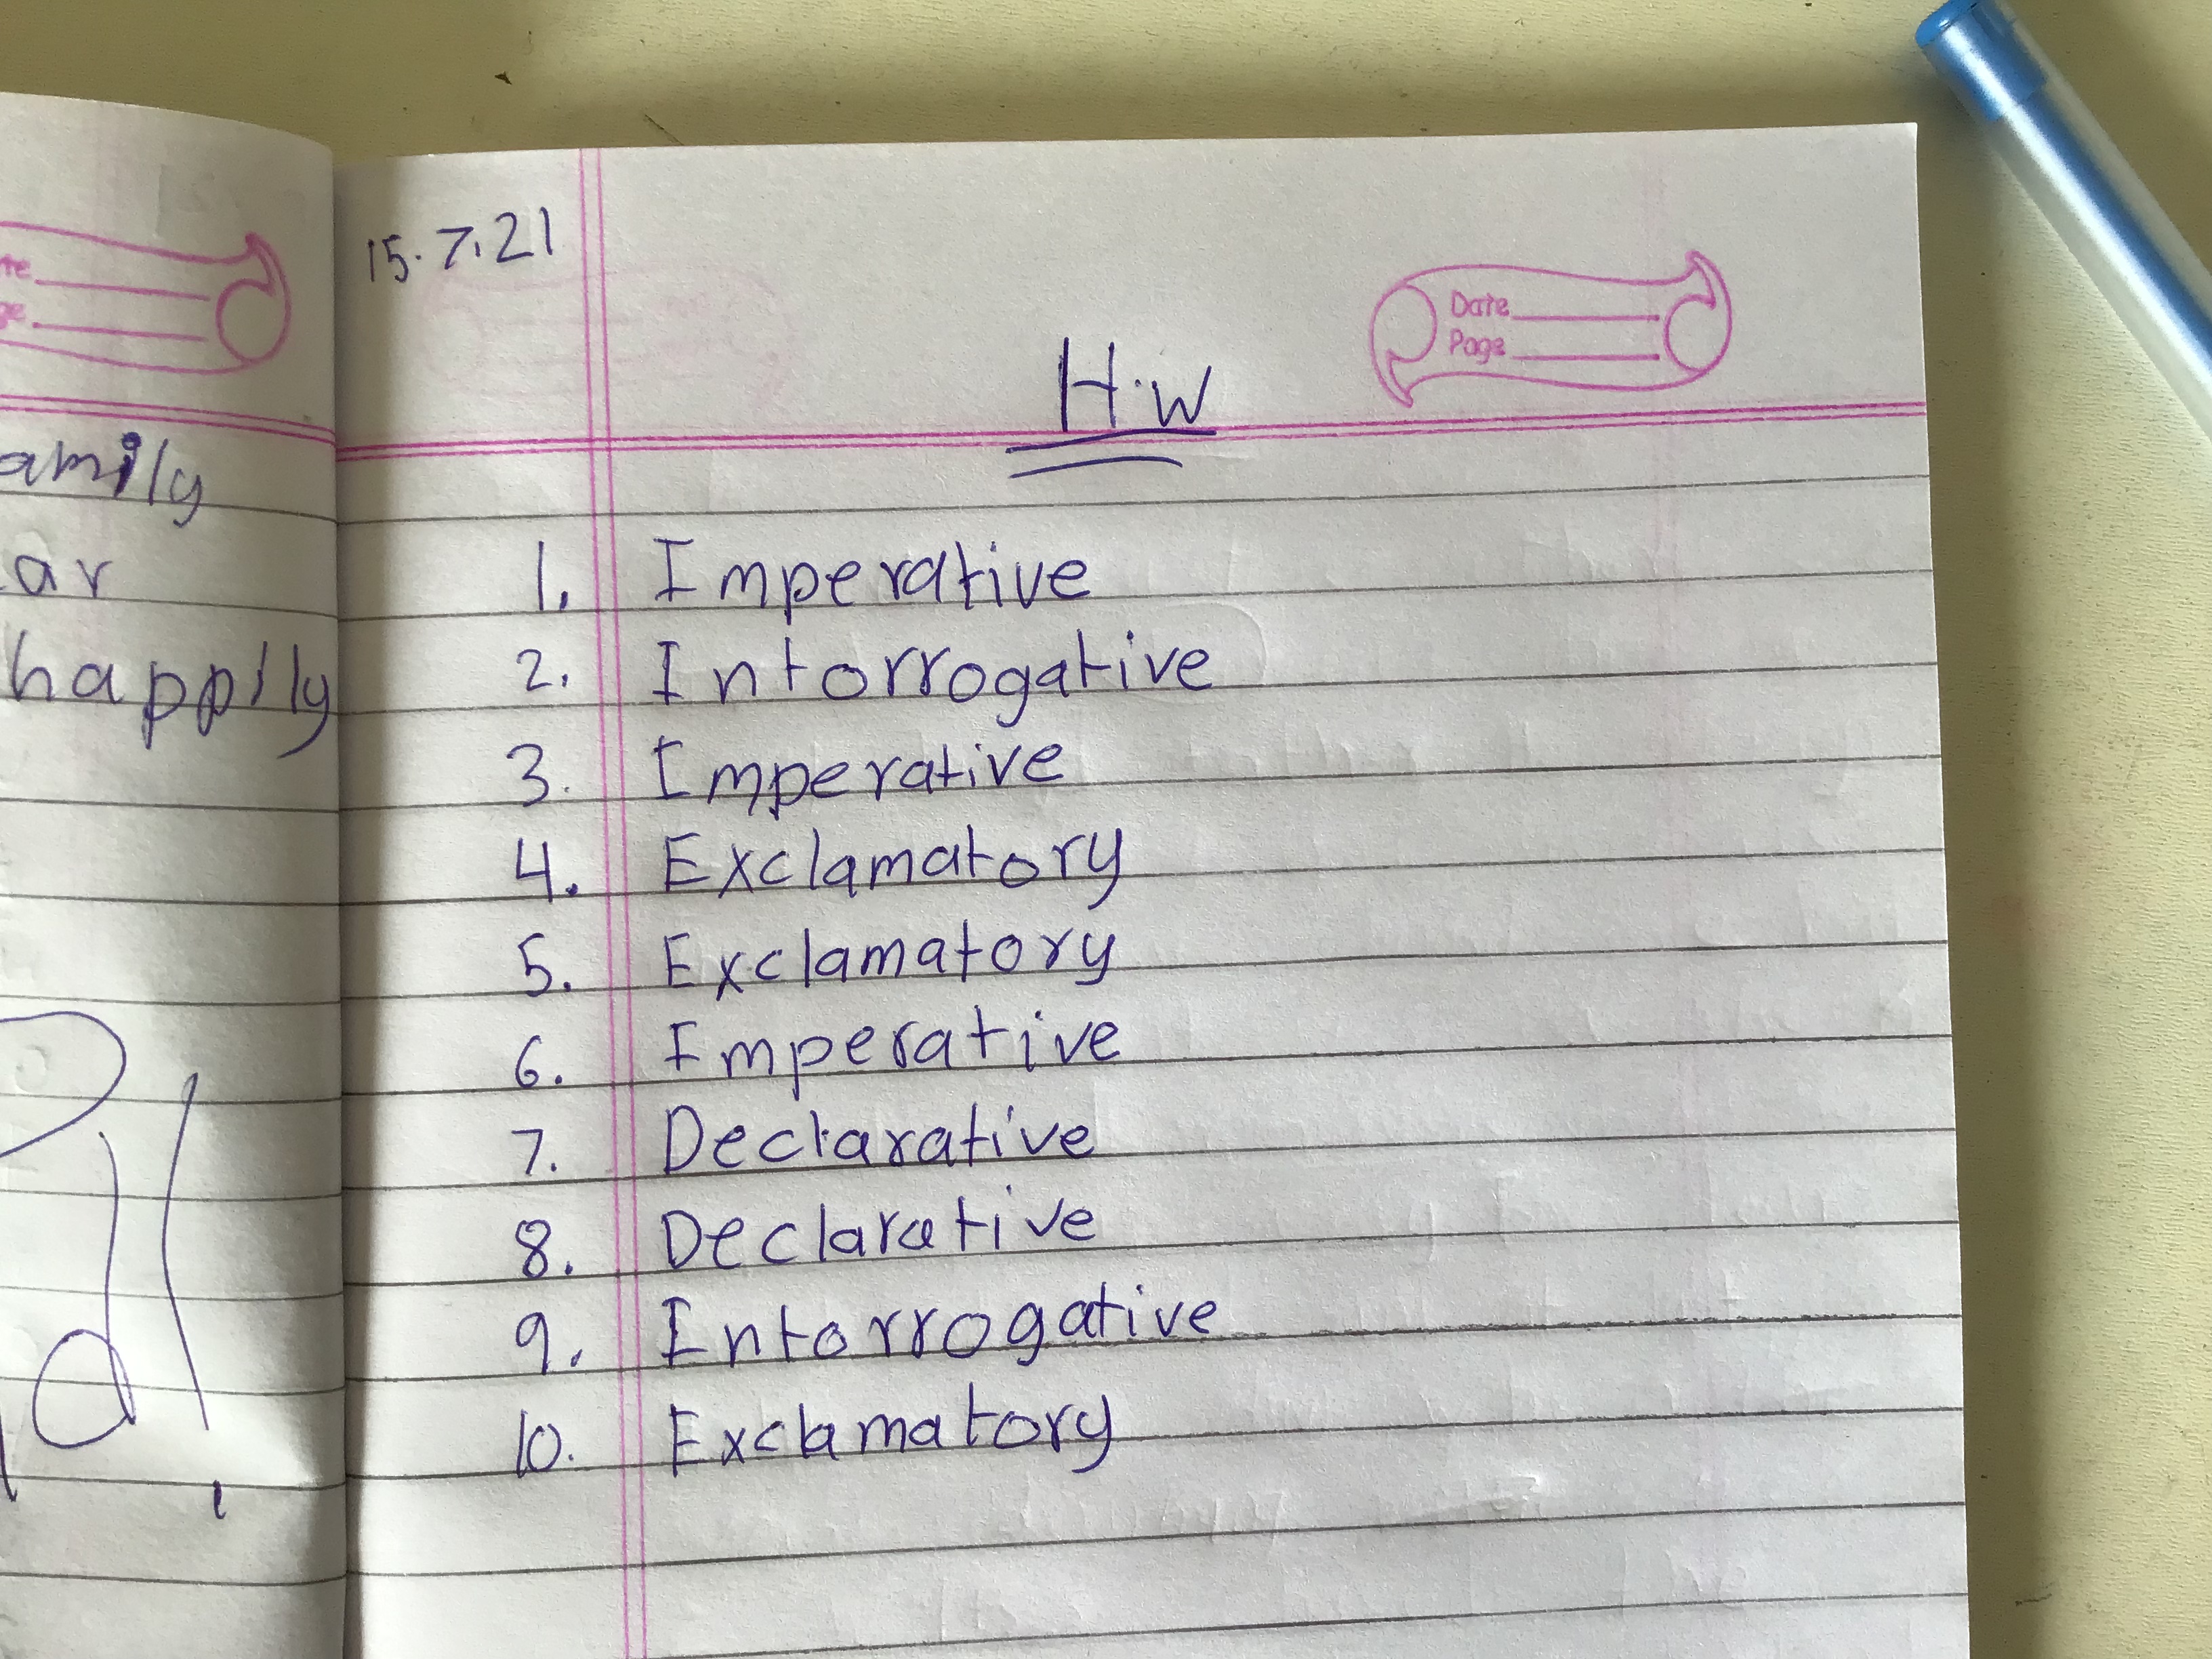 te
ge
amily
ar
happily
15.7.21
Date
Page
H.W
1. Imperative
2. Intorrogative
3. Imperative
4. Exclamatory
5. Exclamatory
6. Imperative
7. Declarative
8. Declarative
9. Intorrogative
10. Exclamatory